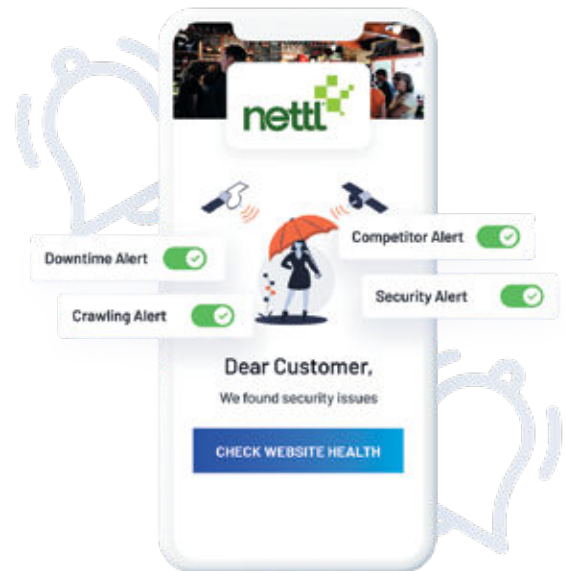 nettl
Downtime Alert
Competitor Alert
Crawling Alert
Security Alert
Dear Customer,
We found security issues
CHECK WEBSITE HEALTH